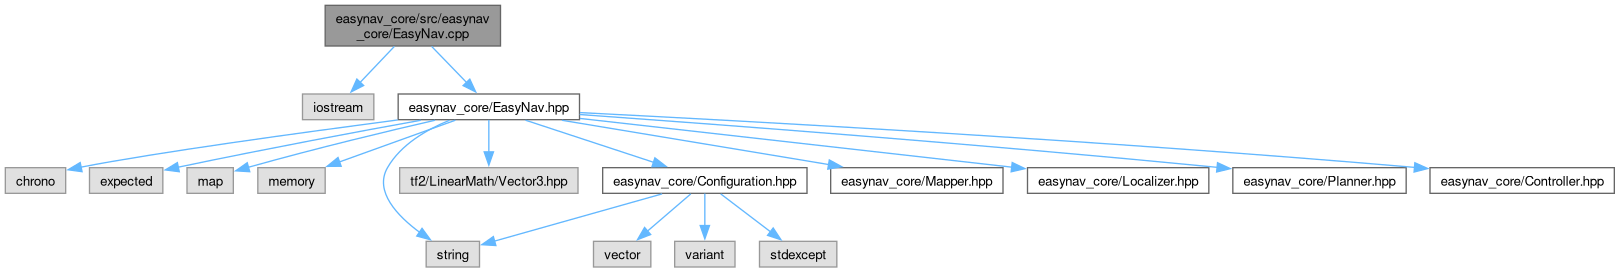 easynav_core/src/easynav
_core/EasyNav.cpp
iostream
easynav_core/EasyNav.hpp
chrono
expected
map
memory
tf2/LinearMath/Vector3.hpp
easynav_core/Configuration.hpp
easynav_core/Mapper.hpp
easynav_core/Localizer.hpp
easynav_core/Planner.hpp
easynav_core/Controller.hpp
string
vector
variant
stdexcept